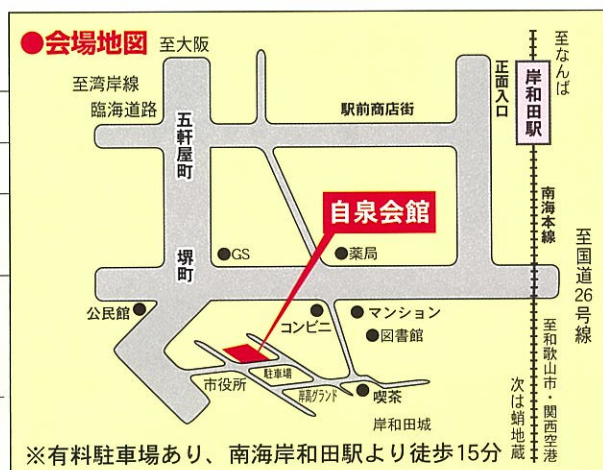 ●会場地図
至大阪
至なんば
至湾岸線
臨海道路
五軒屋町
駅前商店街
正面入口
岸和田駅
自泉会館
南海本線
●GS
●薬局
堺町
至国道26号線
公民館●
コンビニ
●マンション
●図書館
市役所
駐車場
岸高グランド
喫茶
岸和田城
至和歌山市・関西空港
次は蛸地蔵
※有料駐車場あり、南海岸和田駅より徒歩15分